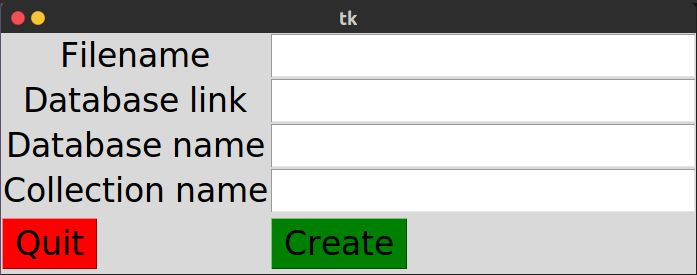 tk
Filename
Database link
Database name
Collection name
Quit Create